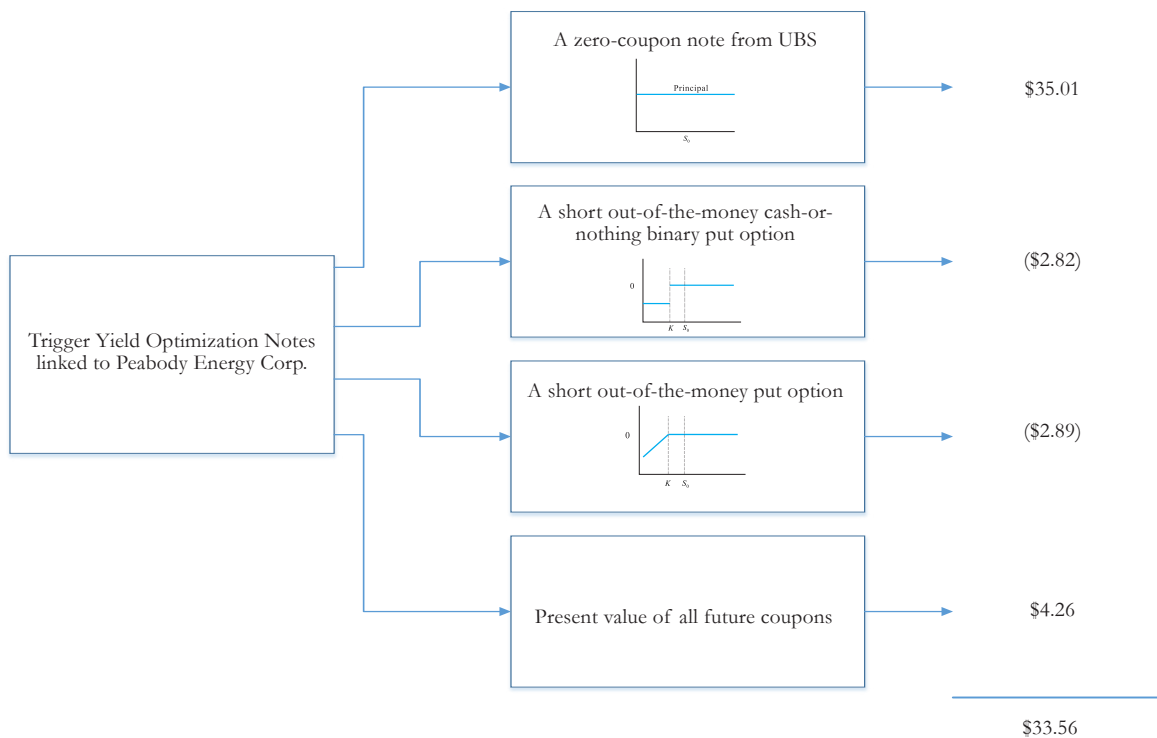 A zero-coupon note from UBS
Principal
S0
$35.01
A short out-of-the-money cash-or-
nothing binary put option
0
K S0
($2.82)
Trigger Yield Optimization Notes
linked to Peabody Energy Corp.
A short out-of-the-money put option
0
K S0
($2.89)
Present value of all future coupons
$4.26
$33.56